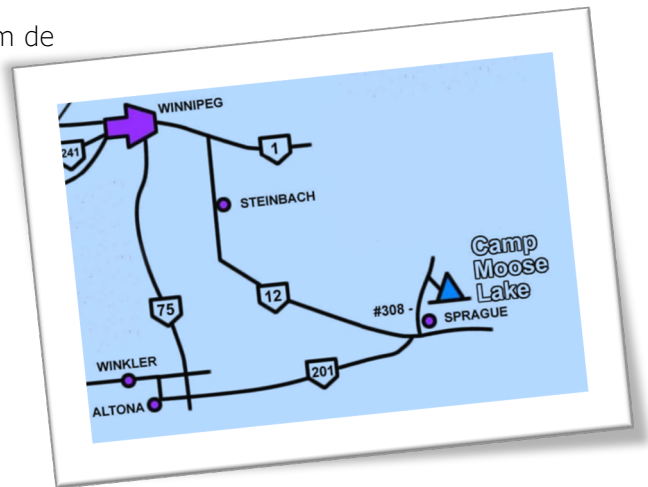 m de
WINNIPEG
241
1
STEINBACH
Camp
Moose
Lake
12
#308 -
SPRAGUE
75
WINKLER
201
ALTONA